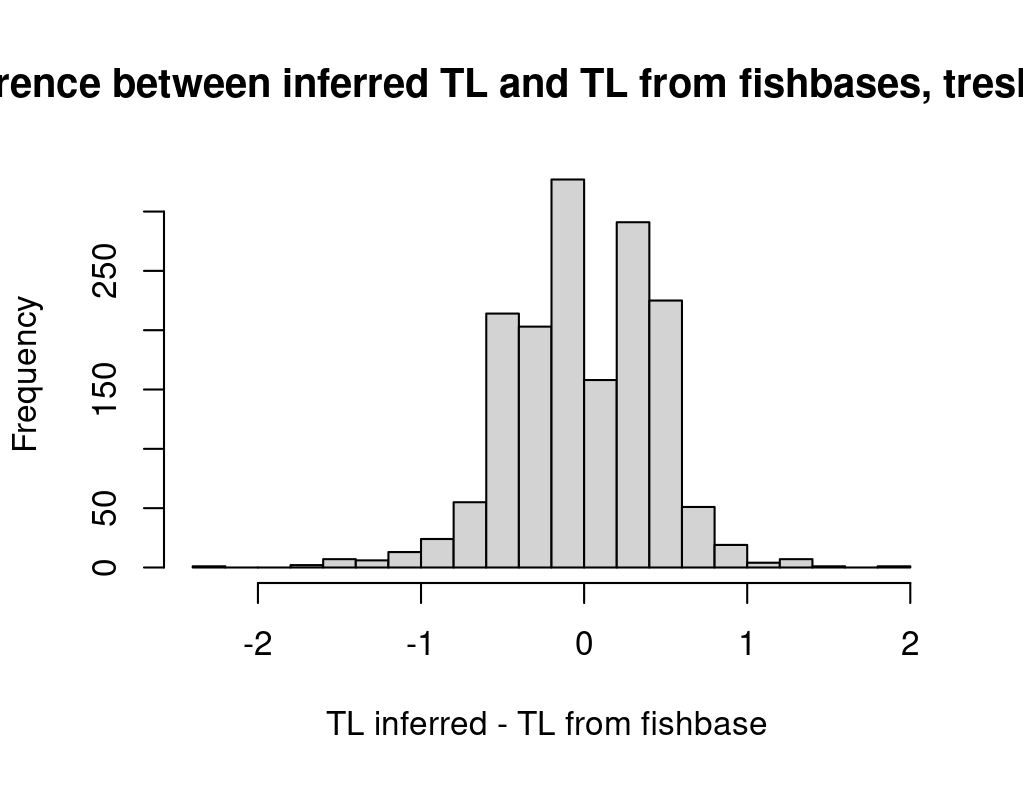 rence between inferred TL and TL from fishbases, tresh
Frequency
250
150
50
0
-2 -1 0 1 2
TL inferred - TL from fishbase